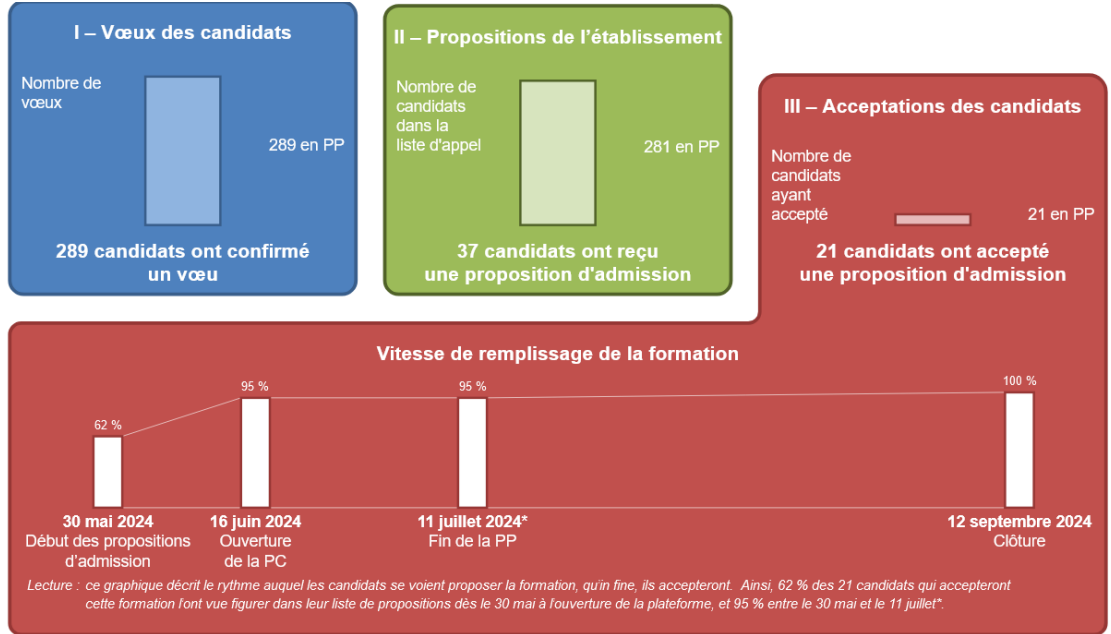 I – Vœux des candidats
Nombre de
vœux
289 en PP
289 candidats ont confirmé
un vœu
II – Propositions de l'établissement
Nombre de
candidats
dans la
liste d'appel
281 en PP
37 candidats ont reçu
une proposition d'admission
III – Acceptations des candidats
Nombre de
candidats
ayant
accepté
21 en PP
21 candidats ont accepté
une proposition d'admission
Vitesse de remplissage de la formation
62 %
95 %
95 %
100 %
30 mai 2024
Début des propositions
d'admission
16 juin 2024
Ouverture
de la PC
11 juillet 2024*
Fin de la PP
12 septembre 2024
Clôture
Lecture : ce graphique décrit le rythme auquel les candidats se voient proposer la formation, qu'in fine, ils accepteront. Ainsi, 62 % des 21 candidats qui accepteront
cette formation l'ont vue figurer dans leur liste de propositions dès le 30 mai à l'ouverture de la plateforme, et 95 % entre le 30 mai et le 11 juillet*.